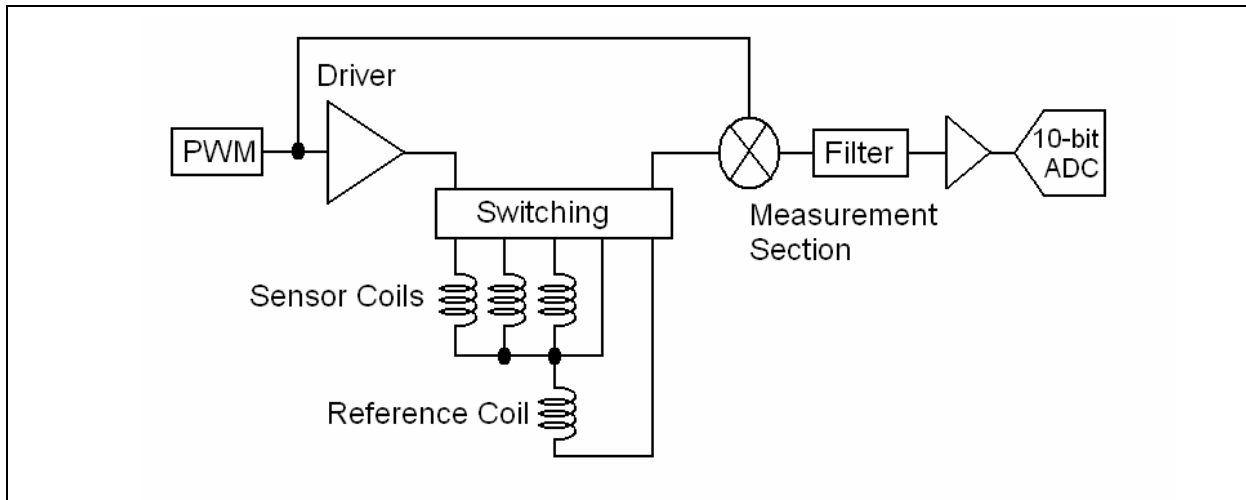 Driver
PWM
Switching
Filter
10-bit
ADC
Measurement
Section
Sensor Coils
Reference Coil